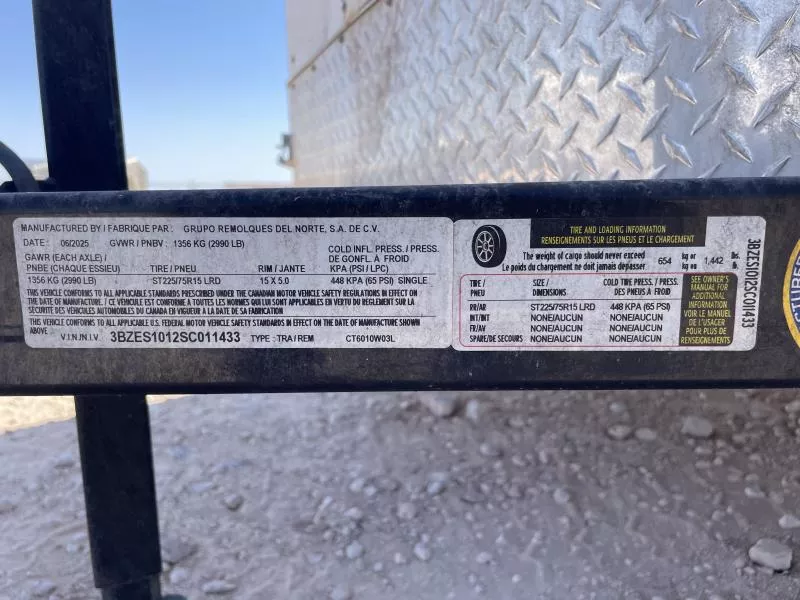 MANUFACTURED BY / FABRIQUE PAR : GRUPO REMOLQUES DEL NORTE, S.A. DE C.V.
DATE : 06/2025 GVWR / PNBV : 1356 KG (2990 LB)
GAWR (EACH AXLE) / PNBE (CHAQUE ESSIEU) TIRE / PNEU RIM / JANTE COLD INFL. PRESS. / PRESS. DE GONFL. À FROID KPA (PSI / LPC)
1356 KG (2990 LB) ST225/75R15 LRD 15 X 5.0 448 KPA (65 PSI) SINGLE
THIS VEHICLE CONFORMS TO ALL APPLICABLE STANDARDS PRESCRIBED UNDER THE CANADIAN MOTOR VEHICLE SAFETY REGULATIONS IN EFFECT ON
THE DATE OF MANUFACTURE / CE VEHICULE EST CONFORME A TOUTES LES NORMES QUI LUI SONT APPLICABLES EN VERTU DU REGLEMENT SUR LA
SÉCURITÉ DES VEHICULES AUTOMOBILES DU CANADA EN VIGUEUR A LA DATE DE SA FABRICATION
THIS VEHICLE CONFORMS TO ALL APPLICABLE U.S. FEDERAL MOTOR VEHICLE SAFETY STANDARDS IN EFFECT ON THE DATE OF MANUFACTURE SHOWN
ABOVE
V.I.N./N.I.V. 3BZES1012SC011433 TYPE : TRA / REM CT6010W03L
TIRE AND LOADING INFORMATION
RENSEIGNEMENTS SUR LES PNEUS ET LE CHARGEMENT
The weight of cargo should never exceed
Le poids du chargement ne doit jamais dépasser
654 kg or kg ou 1,442 lbs. lb.
TIRE / PNEU SIZE / DIMENSIONS COLD TIRE PRESS. / PRESS. DES PNEUS À FROID
RR/AR ST225/75R15 LRD 448 KPA (65 PSI)
INT/INT NONE/AUCUN NONE/AUCUN
FR/AV NONE/AUCUN NONE/AUCUN
SPARE/DE SECOURS NONE/AUCUN NONE/AUCUN
SEE OWNER'S
MANUAL FOR
ADDITIONAL
INFORMATION
VOIR LE MANUEL
DE L'USAGER
POUR PLUS DE
RENSEIGNEMENTS
3BZES1012SC011433